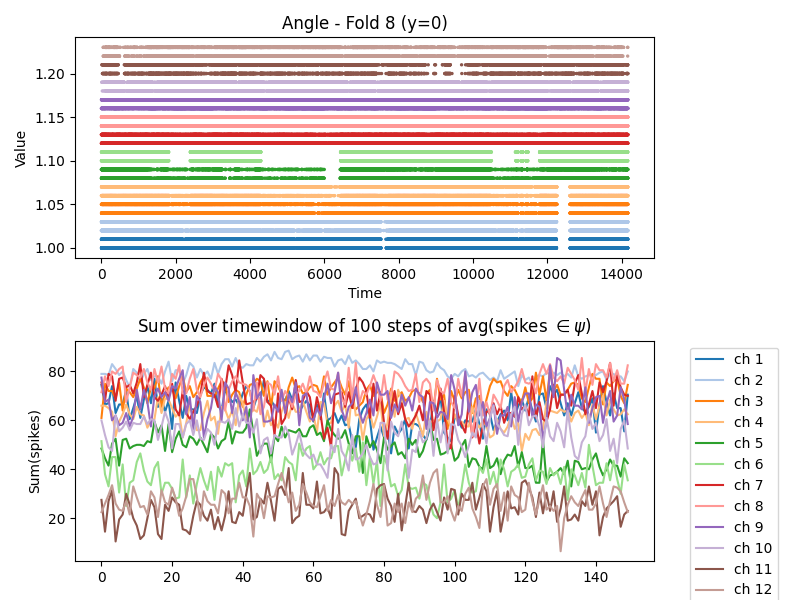 Angle - Fold 8 (y=0)
Value
1.20
1.15
1.10
1.05
1.00
0 2000 4000 6000 8000 10000 12000 14000
Time
Sum over timewindow of 100 steps of avg(spikes ∈ ψ)
Sum(spikes)
80
60
40
20
0 20 40 60 80 100 120 140
ch 1
ch 2
ch 3
ch 4
ch 5
ch 6
ch 7
ch 8
ch 9
ch 10
ch 11
ch 12